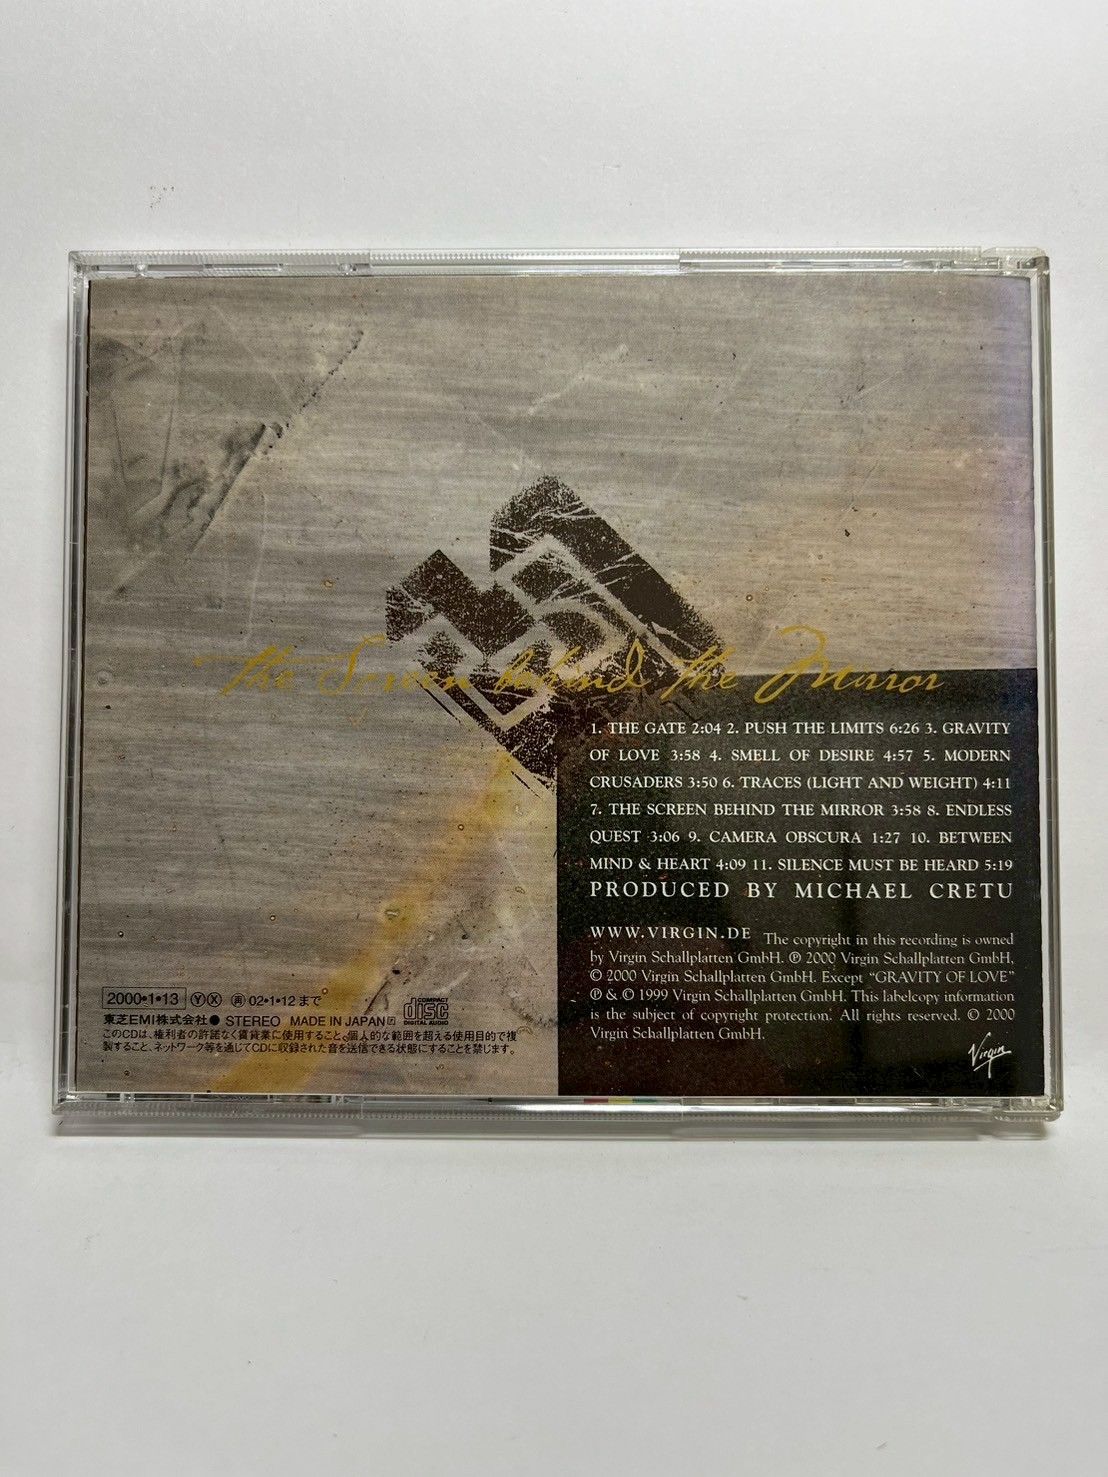 the Screen behind the Mirror
1. THE GATE 2:04 2. PUSH THE LIMITS 6:26 3. GRAVITY
OF LOVE 3:58 4. SMELL OF DESIRE 4:57 5. MODERN
CRUSADERS 3:50 6. TRACES (LIGHT AND WEIGHT) 4:11
7. THE SCREEN BEHIND THE MIRROR 3:58 8. ENDLESS
QUEST 3:06 9. CAMERA OBSCURA 1:27 10. BETWEEN
MIND & HEART 4:09 11. SILENCE MUST BE HEARD 5:19
PRODUCED BY MICHAEL CRETU
WWW.VIRGIN.DE The copyright in this recording is owned
by Virgin Schallplatten GmbH. ℗ 2000 Virgin Schallplatten GmbH,
© 2000 Virgin Schallplatten GmbH. Except “GRAVITY OF LOVE”
℗ & © 1999 Virgin Schallplatten GmbH. This labelcopy information
is the subject of copyright protection. All rights reserved. © 2000
Virgin Schallplatten GmbH.
Virgin
2000•1•13 Ⓨ Ⓧ ㊢ 02•1•12 まで
東芝EMI株式会社● STEREO MADE IN JAPAN
このCDは、権利者の許諾なく賃貸業に使用すること、個人的な範囲を超える使用目的で複
製すること、ネットワーク等を通じてCDに収録された音を送信できる状態にすることを禁じます。
COMPACT
disc
DIGITAL AUDIO